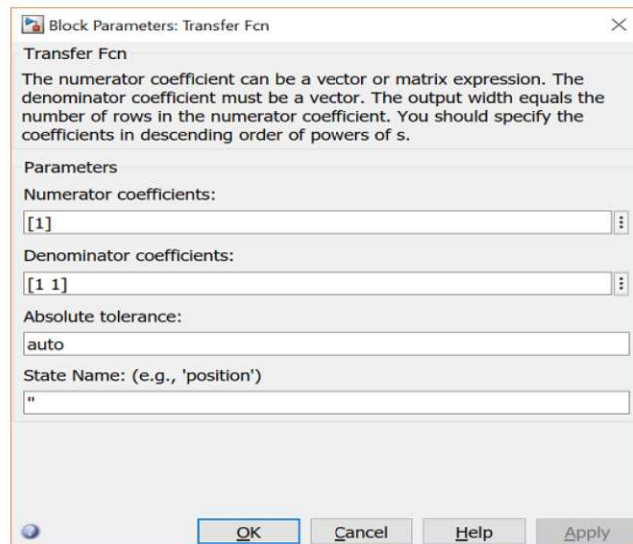 Block Parameters: Transfer Fcn
Transfer Fcn
The numerator coefficient can be a vector or matrix expression. The
denominator coefficient must be a vector. The output width equals the
number of rows in the numerator coefficient. You should specify the
coefficients in descending order of powers of s.
Parameters
Numerator coefficients:
[1]
Denominator coefficients:
[1 1]
Absolute tolerance:
auto
State Name: (e.g., 'position')
''
OK Cancel Help Apply